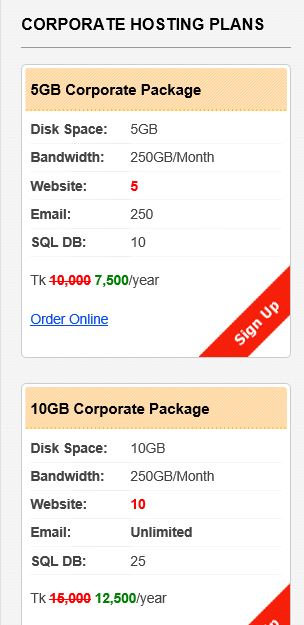 CORPORATE HOSTING PLANS
5GB Corporate Package
Disk Space: 5GB
Bandwidth: 250GB/Month
Website: 5
Email: 250
SQL DB: 10
Tk 10,000 7,500/year
Order Online
Sign Up
10GB Corporate Package
Disk Space: 10GB
Bandwidth: 250GB/Month
Website: 10
Email: Unlimited
SQL DB: 25
Tk 15,000 12,500/year